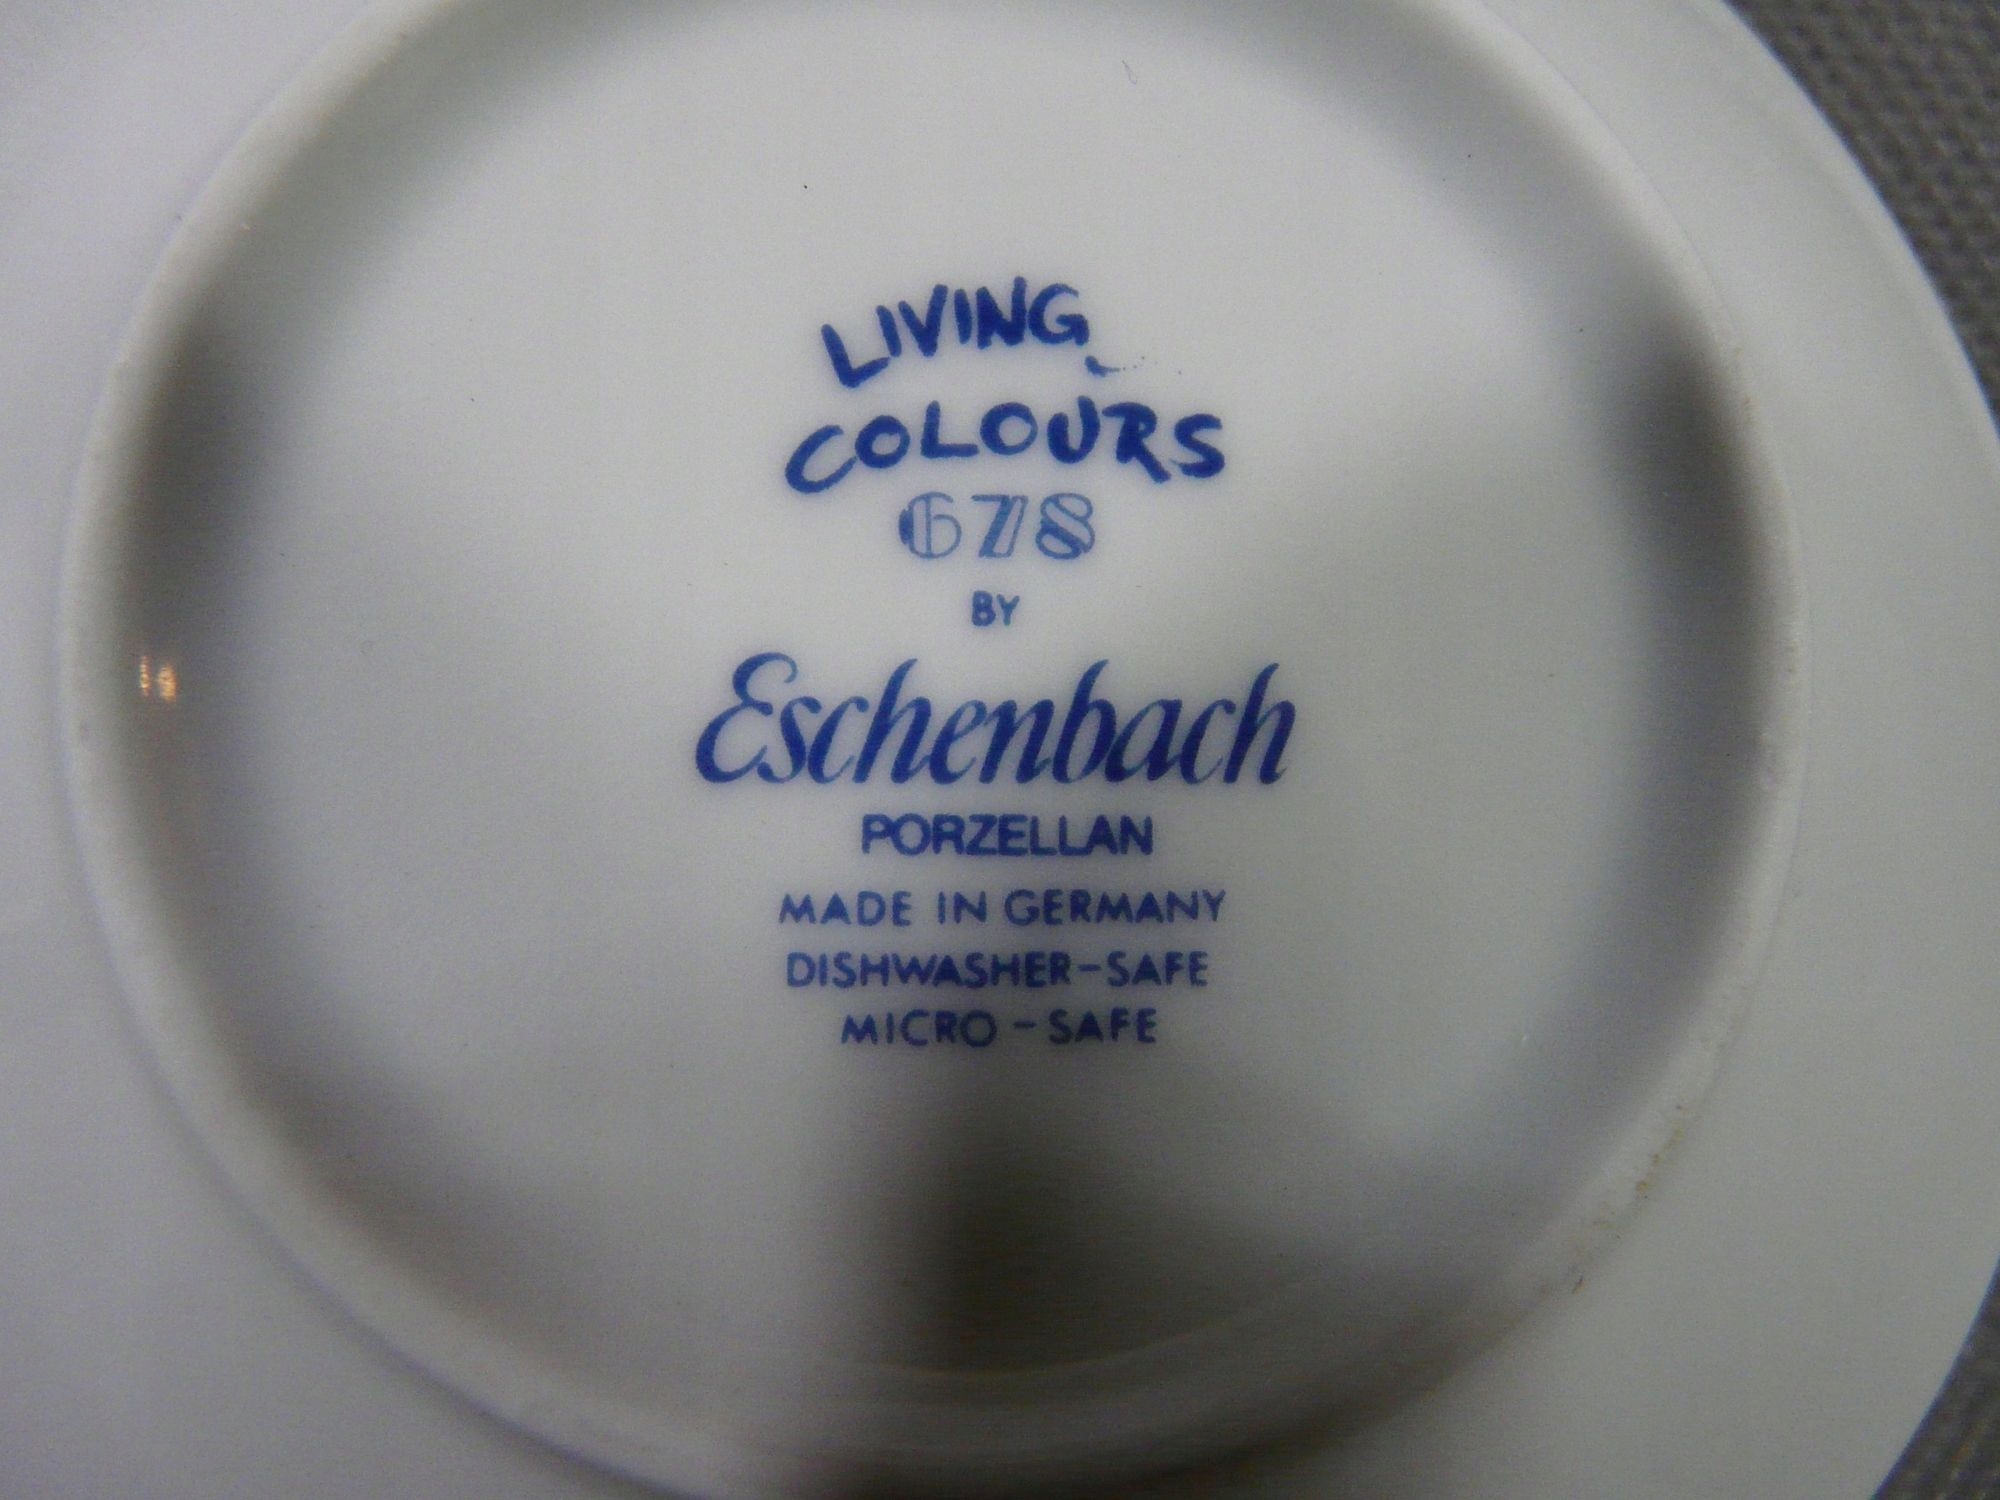 LIVING
COLOURS
678
BY
Eschenbach
PORZELLAN
MADE IN GERMANY
DISHWASHER-SAFE
MICRO - SAFE